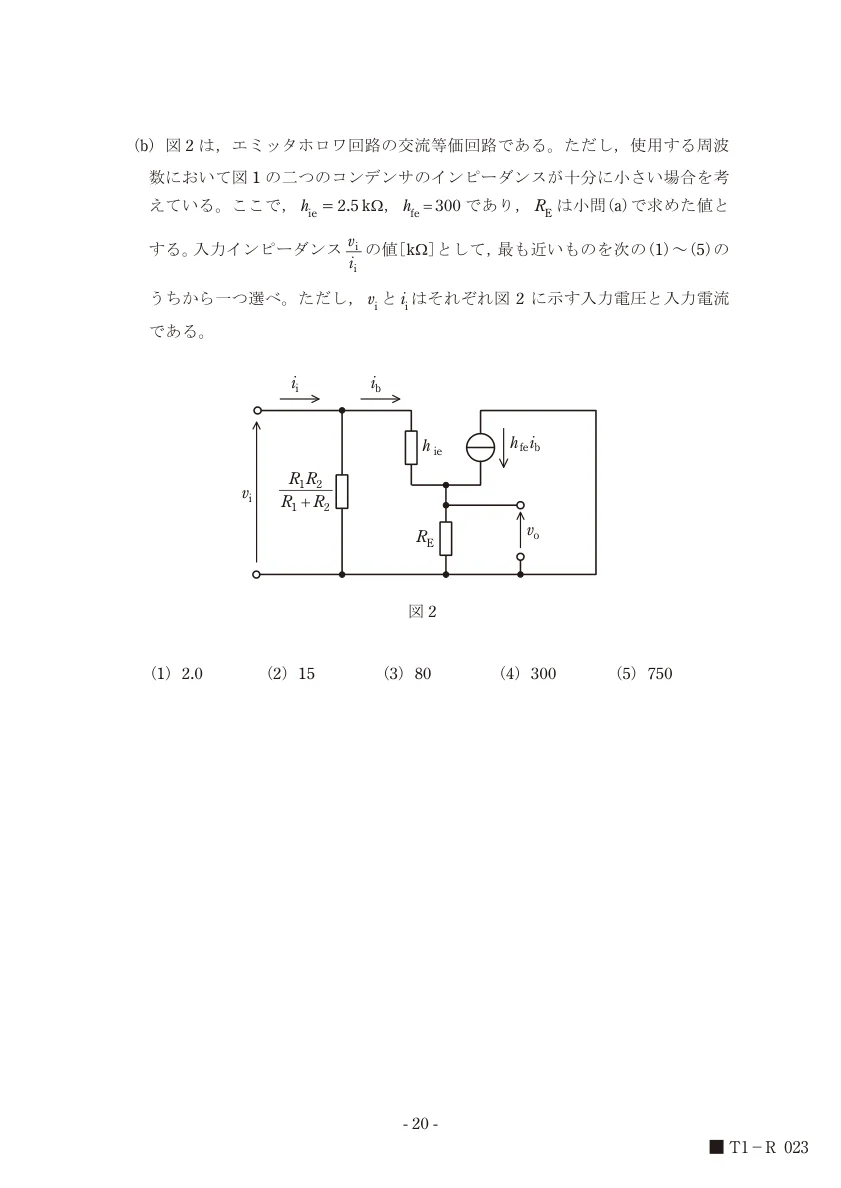 (b) 図2は，エミッタホロワ回路の交流等価回路である。ただし，使用する周波
数において図1の二つのコンデンサのインピーダンスが十分に小さい場合を考
えている。ここで， hie = 2.5 kΩ， hfe = 300 であり， RE は小問(a)で求めた値と
する。入力インピーダンス vi/ii の値[kΩ]として，最も近いものを次の(1)～(5)の
うちから一つ選べ。ただし， vi と ii はそれぞれ図2に示す入力電圧と入力電流
である。
ii
ib
hie
hfe ib
vi
R1R2
R1 + R2
RE
vo
図2
(1) 2.0 (2) 15 (3) 80 (4) 300 (5) 750
- 20 -
■ T1－R 023